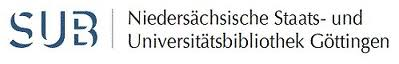 SUB
Niedersächsische Staats- und
Universitätsbibliothek Göttingen